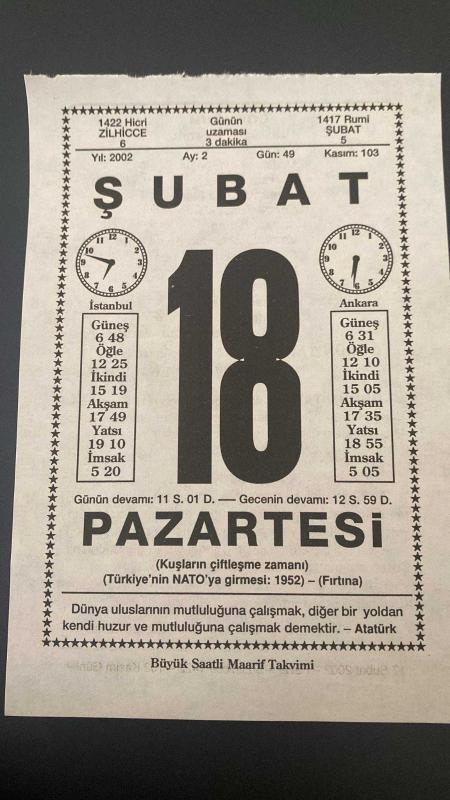 1422 Hicri
ZİLHİCCE
6
Günün
uzaması
3 dakika
1417 Rumi
ŞUBAT
5
Yıl: 2002 Ay: 2 Gün: 49 Kasım: 103
ŞUBAT
18
İstanbul
Güneş
6 48
Öğle
12 25
İkindi
15 19
Akşam
17 49
Yatsı
19 10
İmsak
5 20
Ankara
Güneş
6 31
Öğle
12 10
İkindi
15 05
Akşam
17 35
Yatsı
18 55
İmsak
5 05
Günün devamı: 11 S. 01 D. — Gecenin devamı: 12 S. 59 D.
PAZARTESİ
(Kuşların çiftleşme zamanı)
(Türkiye'nin NATO'ya girmesi: 1952) – (Fırtına)
Dünya uluslarının mutluluğuna çalışmak, diğer bir yoldan
kendi huzur ve mutluluğuna çalışmak demektir. – Atatürk
Büyük Saatli Maarif Takvimi